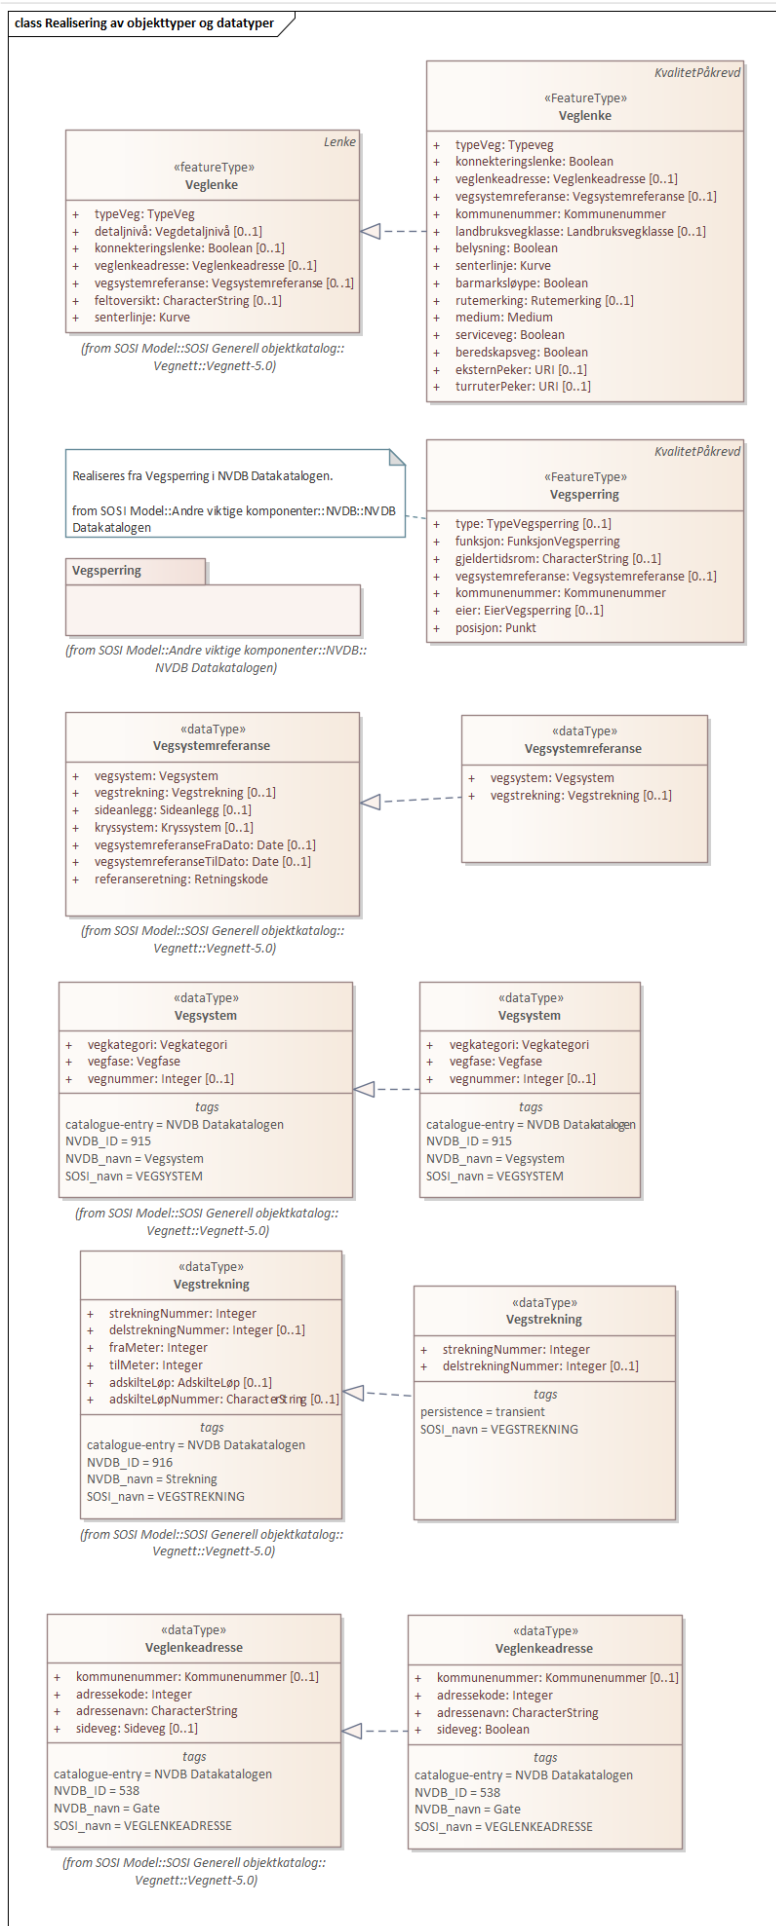 class Realisering av objekttyper og datatyper
Lenke
«featureType»
Veglenke
+ typeVeg: TypeVeg
+ detaljnivå: Vegdetaljnivå [0..1]
+ konnekteringslenke: Boolean [0..1]
+ veglenkeadresse: Veglenkeadresse [0..1]
+ vegsystemreferanse: Vegsystemreferanse [0..1]
+ feltoversikt: CharacterString [0..1]
+ senterlinje: Kurve
(from SOSI Model::SOSI Generell objektkatalog::
Vegnett::Vegnett-5.0)
KvalitetPåkrevd
«FeatureType»
Veglenke
+ typeVeg: Typeveg
+ konnekteringslenke: Boolean
+ veglenkeadresse: Veglenkeadresse [0..1]
+ vegsystemreferanse: Vegsystemreferanse [0..1]
+ kommunenummer: Kommunenummer
+ landbruksvegklasse: Landbruksvegklasse [0..1]
+ belysning: Boolean
+ senterlinje: Kurve
+ barmarksløype: Boolean
+ rutemerking: Rutemerking [0..1]
+ medium: Medium
+ serviceveg: Boolean
+ beredskapsveg: Boolean
+ eksternPeker: URI [0..1]
+ turruterPeker: URI [0..1]
Realiseres fra Vegsperring i NVDB Datakatalogen.
from SOSI Model::Andre viktige komponenter::NVDB::NVDB
Datakatalogen
Vegsperring
(from SOSI Model::Andre viktige komponenter::NVDB::
NVDB Datakatalogen)
KvalitetPåkrevd
«FeatureType»
Vegsperring
+ type: TypeVegsperring [0..1]
+ funksjon: FunksjonVegsperring
+ gjeldertidsrom: CharacterString [0..1]
+ vegsystemreferanse: Vegsystemreferanse [0..1]
+ kommunenummer: Kommunenummer
+ eier: EierVegsperring [0..1]
+ posisjon: Punkt
«dataType»
Vegsystemreferanse
+ vegsystem: Vegsystem
+ vegstrekning: Vegstrekning [0..1]
+ sideanlegg: Sideanlegg [0..1]
+ kryssystem: Kryssystem [0..1]
+ vegsystemreferanseFraDato: Date [0..1]
+ vegsystemreferanseTilDato: Date [0..1]
+ referanseretning: Retningskode
(from SOSI Model::SOSI Generell objektkatalog::
Vegnett::Vegnett-5.0)
«dataType»
Vegsystemreferanse
+ vegsystem: Vegsystem
+ vegstrekning: Vegstrekning [0..1]
«dataType»
Vegsystem
+ vegkategori: Vegkategori
+ vegfase: Vegfase
+ vegnummer: Integer [0..1]
tags
catalogue-entry = NVDB Datakatalogen
NVDB_ID = 915
NVDB_navn = Vegsystem
SOSI_navn = VEGSYSTEM
(from SOSI Model::SOSI Generell objektkatalog::
Vegnett::Vegnett-5.0)
«dataType»
Vegsystem
+ vegkategori: Vegkategori
+ vegfase: Vegfase
+ vegnummer: Integer [0..1]
tags
catalogue-entry = NVDB Datakatalogen
NVDB_ID = 915
NVDB_navn = Vegsystem
SOSI_navn = VEGSYSTEM
«dataType»
Vegstrekning
+ strekningNummer: Integer
+ delstrekningNummer: Integer [0..1]
+ fraMeter: Integer
+ tilMeter: Integer
+ adskilteLøp: AdskilteLøp [0..1]
+ adskilteLøpNummer: CharacterString [0..1]
tags
catalogue-entry = NVDB Datakatalogen
NVDB_ID = 916
NVDB_navn = Strekning
SOSI_navn = VEGSTREKNING
(from SOSI Model::SOSI Generell objektkatalog::
Vegnett::Vegnett-5.0)
«dataType»
Vegstrekning
+ strekningNummer: Integer
+ delstrekningNummer: Integer [0..1]
tags
persistence = transient
SOSI_navn = VEGSTREKNING
«dataType»
Veglenkeadresse
+ kommunenummer: Kommunenummer [0..1]
+ adressekode: Integer
+ adressenavn: CharacterString
+ sideveg: Sideveg [0..1]
tags
catalogue-entry = NVDB Datakatalogen
NVDB_ID = 538
NVDB_navn = Gate
SOSI_navn = VEGLENKEADRESSE
(from SOSI Model::SOSI Generell objektkatalog::
Vegnett::Vegnett-5.0)
«dataType»
Veglenkeadresse
+ kommunenummer: Kommunenummer [0..1]
+ adressekode: Integer
+ adressenavn: CharacterString
+ sideveg: Boolean
tags
catalogue-entry = NVDB Datakatalogen
NVDB_ID = 538
NVDB_navn = Gate
SOSI_navn = VEGLENKEADRESSE